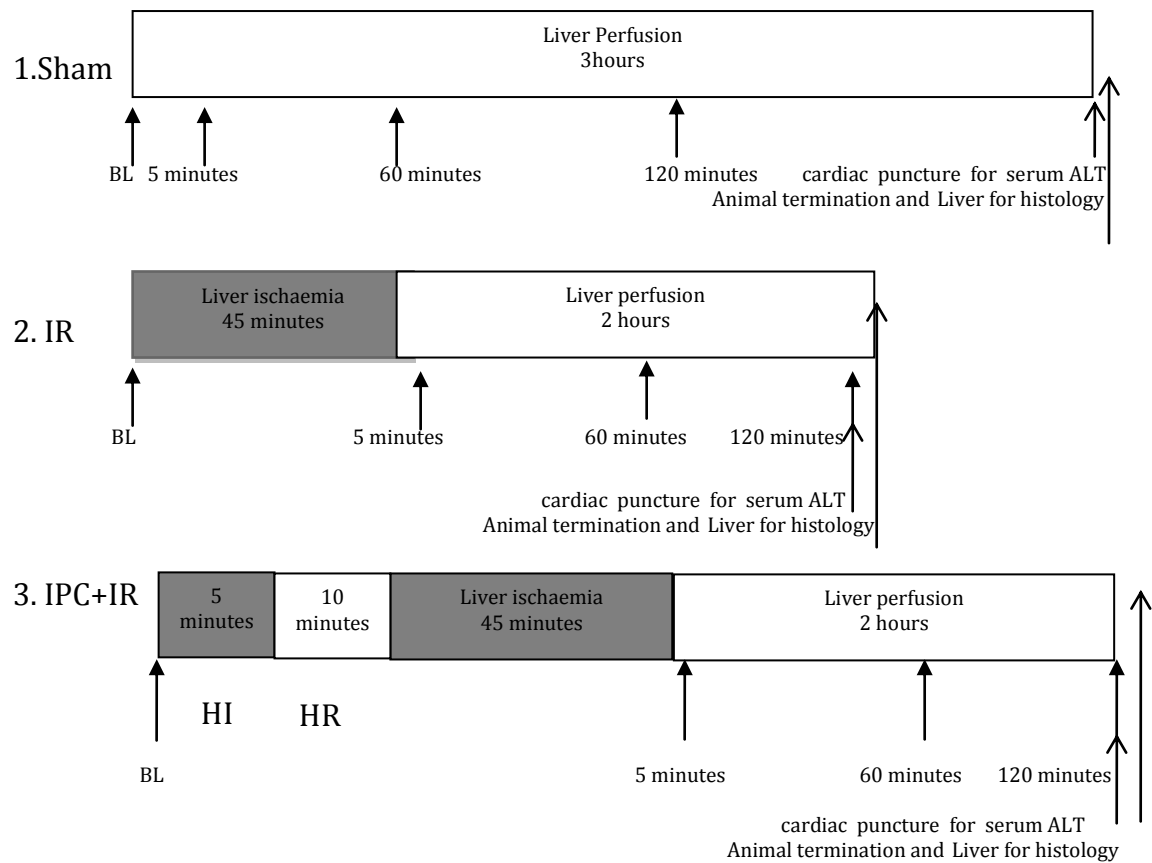 Liver Perfusion
3hours
1.Sham
BL 5 minutes 60 minutes 120 minutes cardiac puncture for serum ALT
Animal termination and Liver for histology
Liver ischaemia
45 minutes
Liver perfusion
2 hours
2. IR
BL 5 minutes 60 minutes 120 minutes
cardiac puncture for serum ALT
Animal termination and Liver for histology
3. IPC+IR
5
minutes
10
minutes
Liver ischaemia
45 minutes
Liver perfusion
2 hours
HI HR
BL 5 minutes 60 minutes 120 minutes
cardiac puncture for serum ALT
Animal termination and Liver for histology